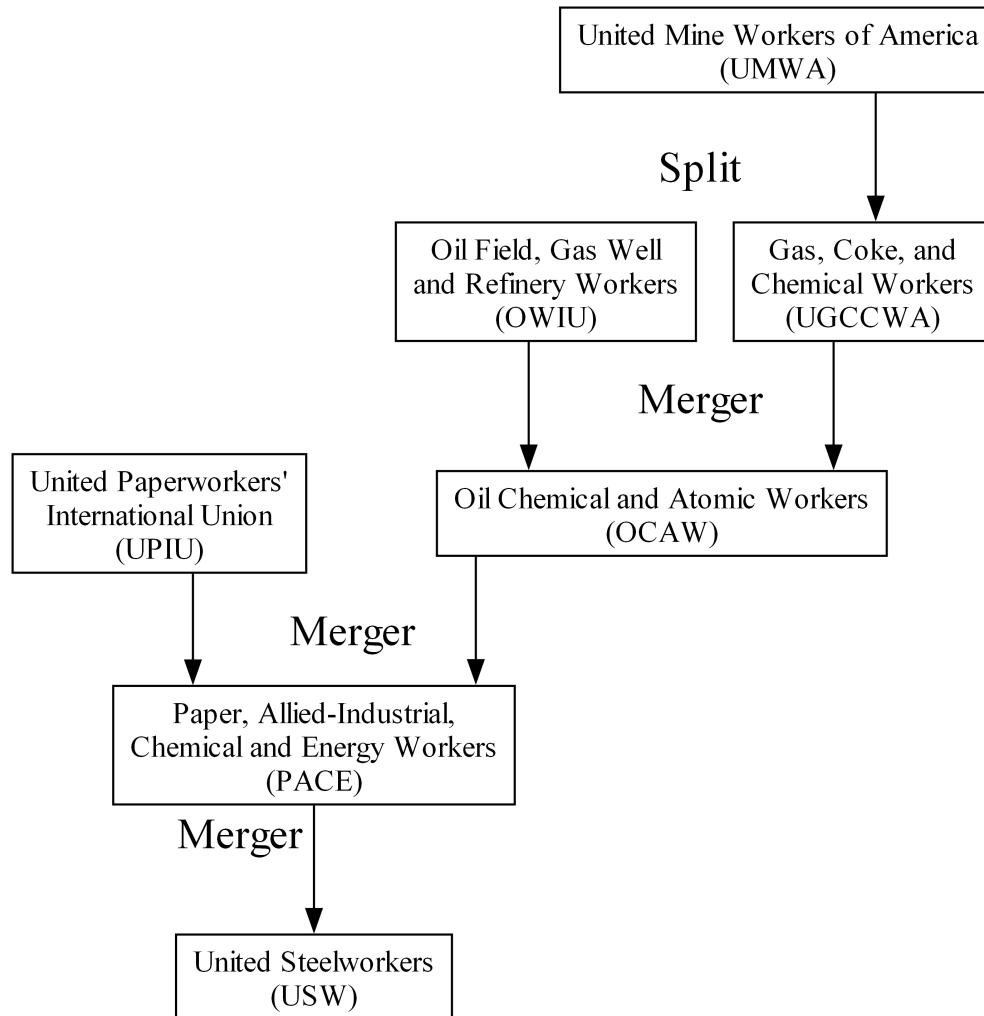 United Mine Workers of America
(UMWA)
Split
Oil Field, Gas Well
and Refinery Workers
(OWIU)
Gas, Coke, and
Chemical Workers
(UGCCWA)
Merger
United Paperworkers'
International Union
(UPIU)
Oil Chemical and Atomic Workers
(OCAW)
Merger
Paper, Allied-Industrial,
Chemical and Energy Workers
(PACE)
Merger
United Steelworkers
(USW)